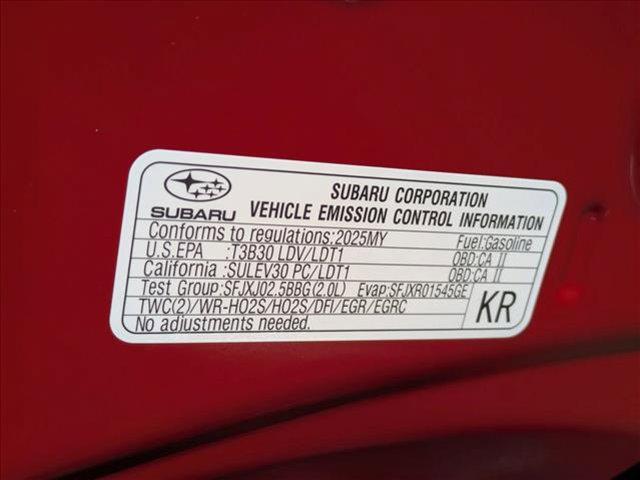 SUBARU
SUBARU CORPORATION
VEHICLE EMISSION CONTROL INFORMATION
Conforms to regulations:2025MY Fuel:Gasoline
U.S.EPA :T3B30 LDV/LDT1 OBD:CA II
California :SULEV30 PC/LDT1 OBD:CA II
Test Group:SFJXJ02.5BBG(2.0L) Evap:SFJXR01545GE
TWC(2)/WR-HO2S/HO2S/DFI/EGR/EGRC
No adjustments needed.
KR